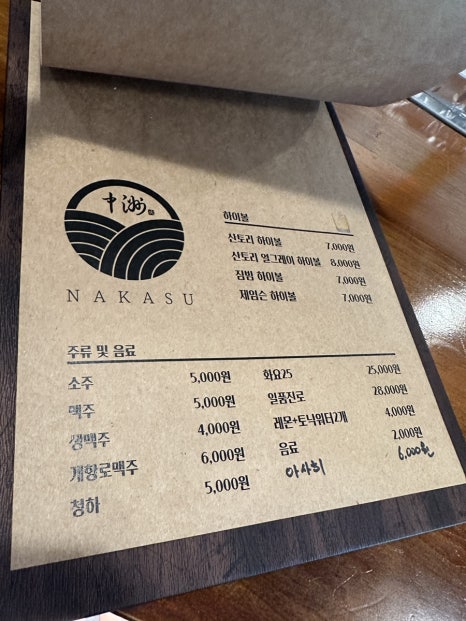 中洲
NAKASU
하이볼
산토리 하이볼 7,000원
산토리 얼그레이 하이볼 8,000원
짐빔 하이볼 7,000원
제임슨 하이볼 7,000원
주류 및 음료
소주 5,000원
맥주 5,000원
생맥주 4,000원
개항로맥주 6,000원
청하 5,000원
화요25 25,000원
일품진로 28,000원
레몬+토닉워터2개 4,000원
음료 2,000원
아사히 6,000원